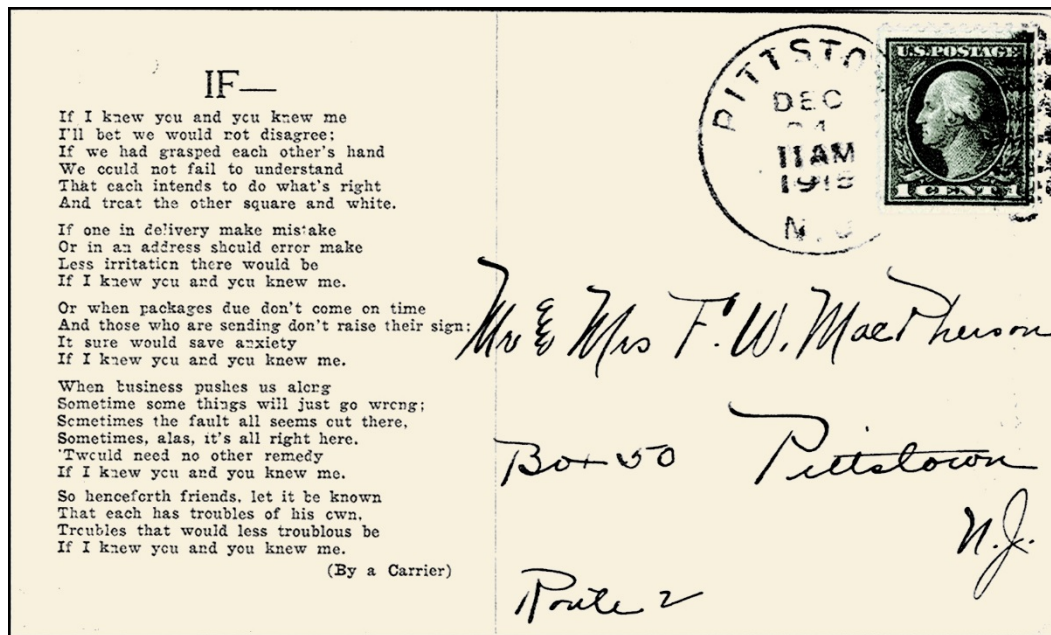 IF—
If I knew you and you knew me
I'll bet we would not disagree;
If we had grasped each other's hand
We could not fail to understand
That each intends to do what's right
And treat the other square and white.
If one in delivery make mistake
Or in an address should error make
Less irritation there would be
If I knew you and you knew me.
Or when packages due don't come on time
And those who are sending don't raise their sign;
It sure would save anxiety
If I knew you and you knew me.
When business pushes us along
Sometime some things will just go wrong;
Sometimes the fault all seems out there,
Sometimes, alas, it's all right here.
'Twould need no other remedy
If I knew you and you knew me.
So henceforth friends, let it be known
That each has troubles of his own,
Troubles that would less troublous be
If I knew you and you knew me.
(By a Carrier)
PITTSTO
DEC
11 AM
N.J
U.S. POSTAGE
1 CENT 1
Mr & Mrs F. W. MacPherson
Box 50 Pittstown
N.J.
Route 2